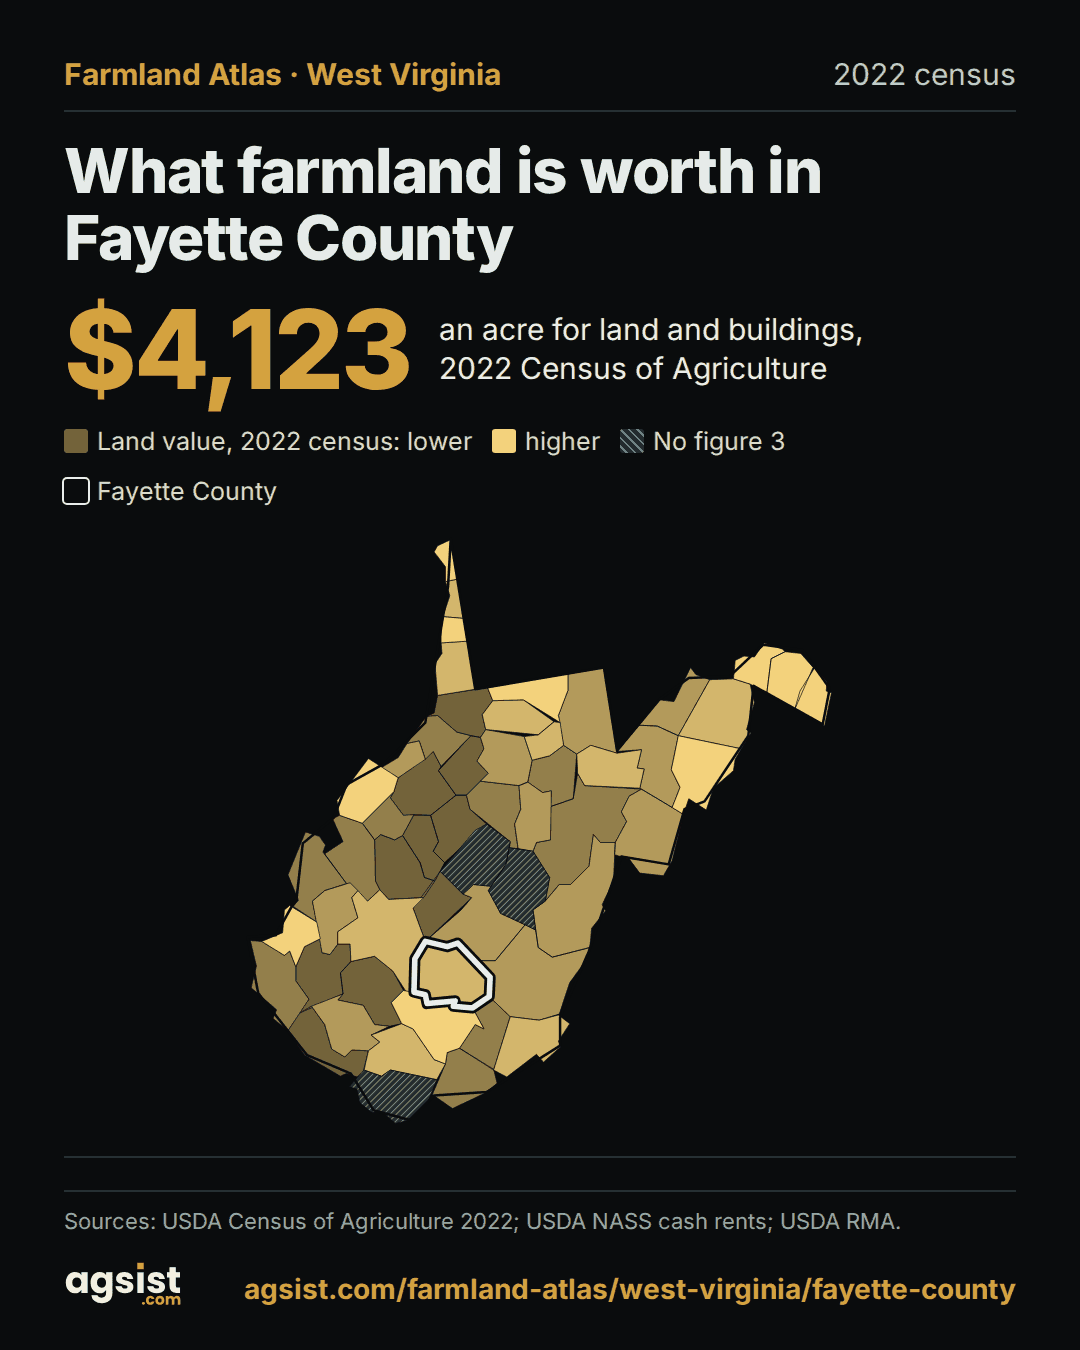 Farmland Atlas · West Virginia
2022 census
What farmland is worth in
Fayette County
$4,123
an acre for land and buildings,
2022 Census of Agriculture
Land value, 2022 census: lower
higher
No figure 3
Fayette County
Sources: USDA Census of Agriculture 2022; USDA NASS cash rents; USDA RMA.
agsist
.com
agsist.com/farmland-atlas/west-virginia/fayette-county